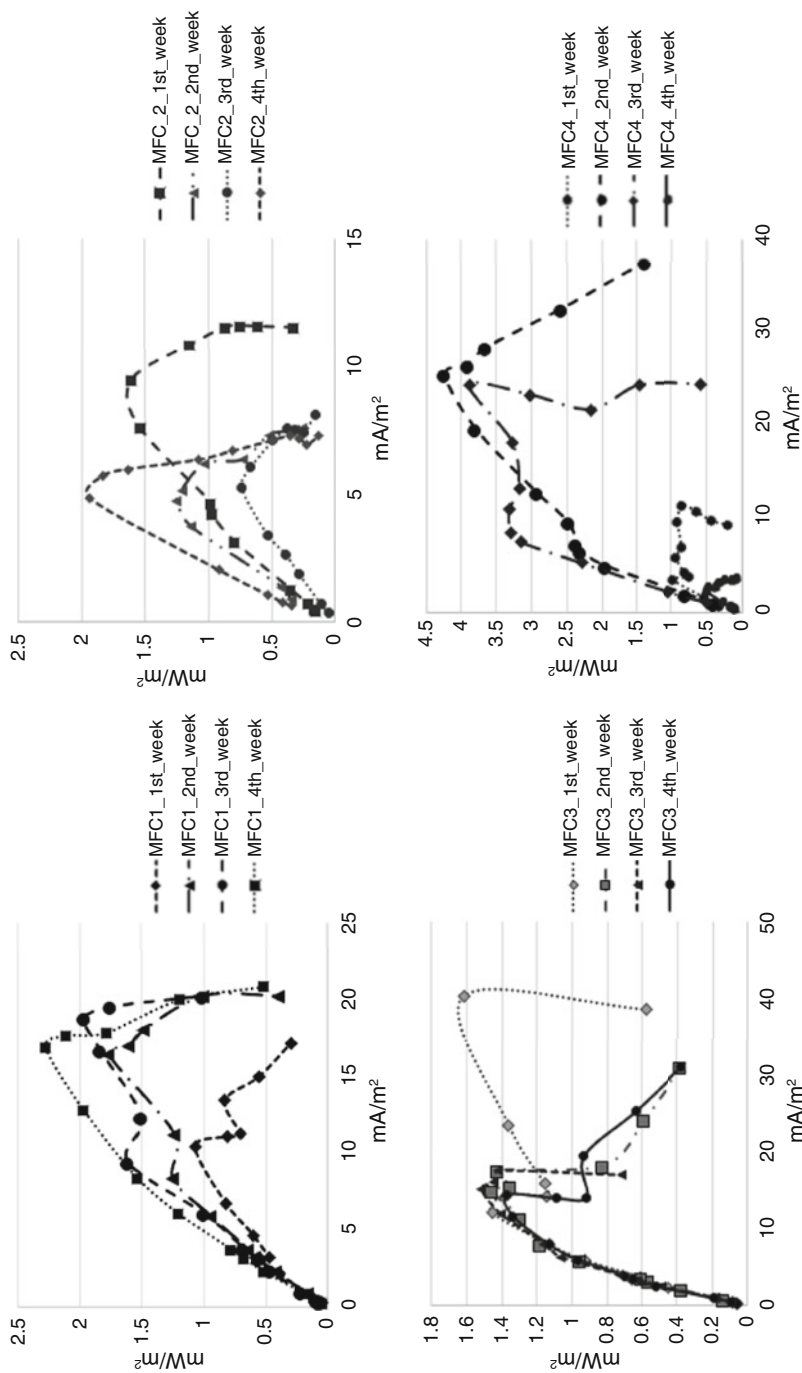 2.5
2
1.5
1
0.5
0
mW/m²
0 5 10 15 20 25
mA/m²
MFC1_1st_week
MFC1_2nd_week
MFC1_3rd_week
MFC1_4th_week
2.5
2
1.5
1
0.5
0
mW/m²
0 5 10 15
mA/m²
MFC_2_1st_week
MFC_2_2nd_week
MFC2_3rd_week
MFC2_4th_week
1.8
1.6
1.4
1.2
1
0.8
0.6
0.4
0.2
0
mW/m²
0 10 20 30 40 50
mA/m²
MFC3_1st_week
MFC3_2nd_week
MFC3_3rd_week
MFC3_4th_week
4.5
4
3.5
3
2.5
2
1.5
1
0.5
0
mW/m²
0 10 20 30 40
mA/m²
MFC4_1st_week
MFC4_2nd_week
MFC4_3rd_week
MFC4_4th_week